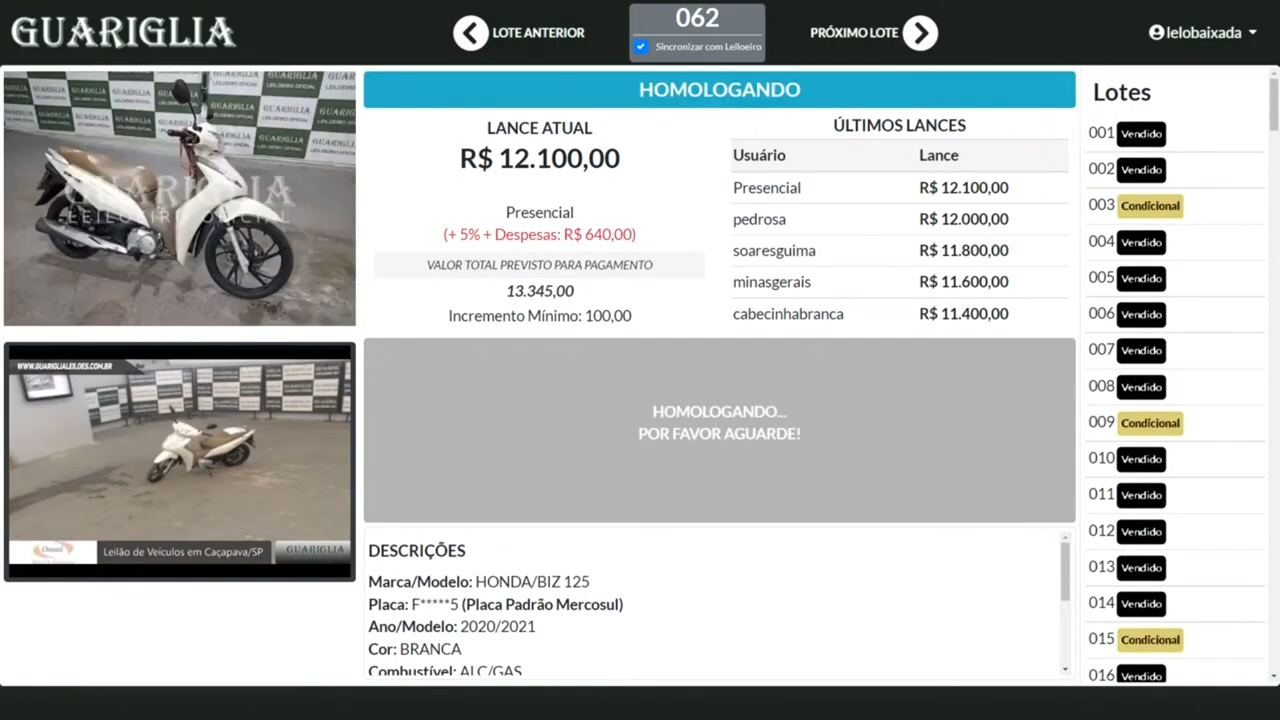 GUARIGLIA
LOTE ANTERIOR
062
Sincronizar com Leiloeiro
PRÓXIMO LOTE
lelobaixada
GUARIGLIA
LEILOEIRO OFICIAL
WWW.GUARIGLIALEILOES.COM.BR
Leilão de Veículos em Caçapava/SP
GUARIGLIA
HOMOLOGANDO
LANCE ATUAL
R$ 12.100,00
Presencial
(+ 5% + Despesas: R$ 640,00)
VALOR TOTAL PREVISTO PARA PAGAMENTO
13.345,00
Incremento Mínimo: 100,00
ÚLTIMOS LANCES
Usuário Lance
Presencial R$ 12.100,00
pedrosa R$ 12.000,00
soaresguima R$ 11.800,00
minasgerais R$ 11.600,00
cabecinhabranca R$ 11.400,00
HOMOLOGANDO...
POR FAVOR AGUARDE!
DESCRIÇÕES
Marca/Modelo: HONDA/BIZ 125
Placa: F*****5 (Placa Padrão Mercosul)
Ano/Modelo: 2020/2021
Cor: BRANCA
Combustível: ALC/GAS
Lotes
001 Vendido
002 Vendido
003 Condicional
004 Vendido
005 Vendido
006 Vendido
007 Vendido
008 Vendido
009 Condicional
010 Vendido
011 Vendido
012 Vendido
013 Vendido
014 Vendido
015 Condicional
016 Vendido